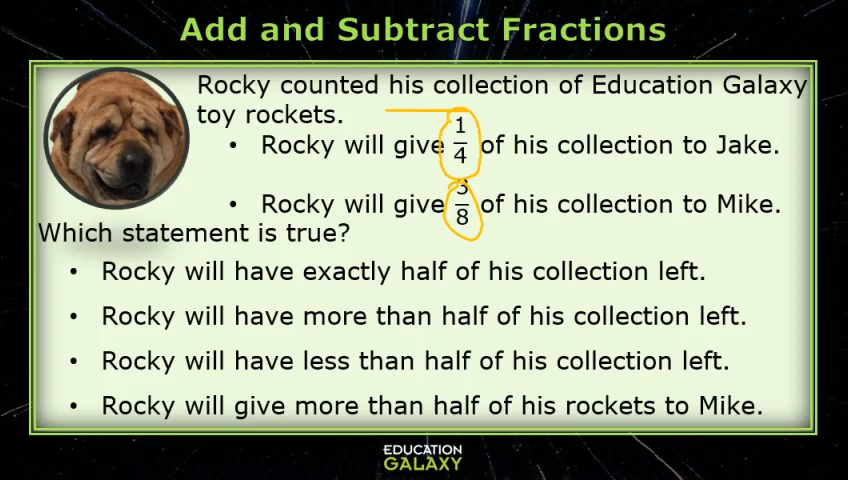 Add and Subtract Fractions
Rocky counted his collection of Education Galaxy
toy rockets.
• Rocky will give 1/4 of his collection to Jake.
• Rocky will give 3/8 of his collection to Mike.
Which statement is true?
• Rocky will have exactly half of his collection left.
• Rocky will have more than half of his collection left.
• Rocky will have less than half of his collection left.
• Rocky will give more than half of his rockets to Mike.
EDUCATION
GALAXY